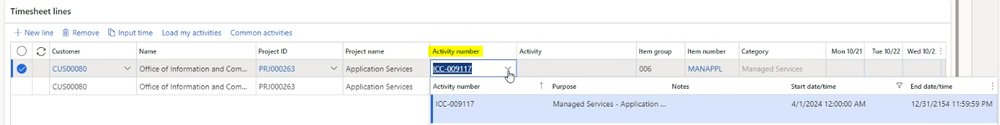 Timesheet lines
New line Remove Input time Load my activities Common activities
Customer Name Project ID Project name Activity number Activity Item group Item number Category Mon 10/21 Tue 10/22 Wed 10/2
CUS00080 Office of Information and Com... PRJ000263 Application Services ICC-009117 006 MANAPPL Managed Services
CUS00080 Office of Information and Com... PRJ000263 Application Services
Activity number Purpose Notes Start date/time End date/time
ICC-009117 Managed Services - Application ... 4/1/2024 12:00:00 AM 12/31/2154 11:59:59 PM